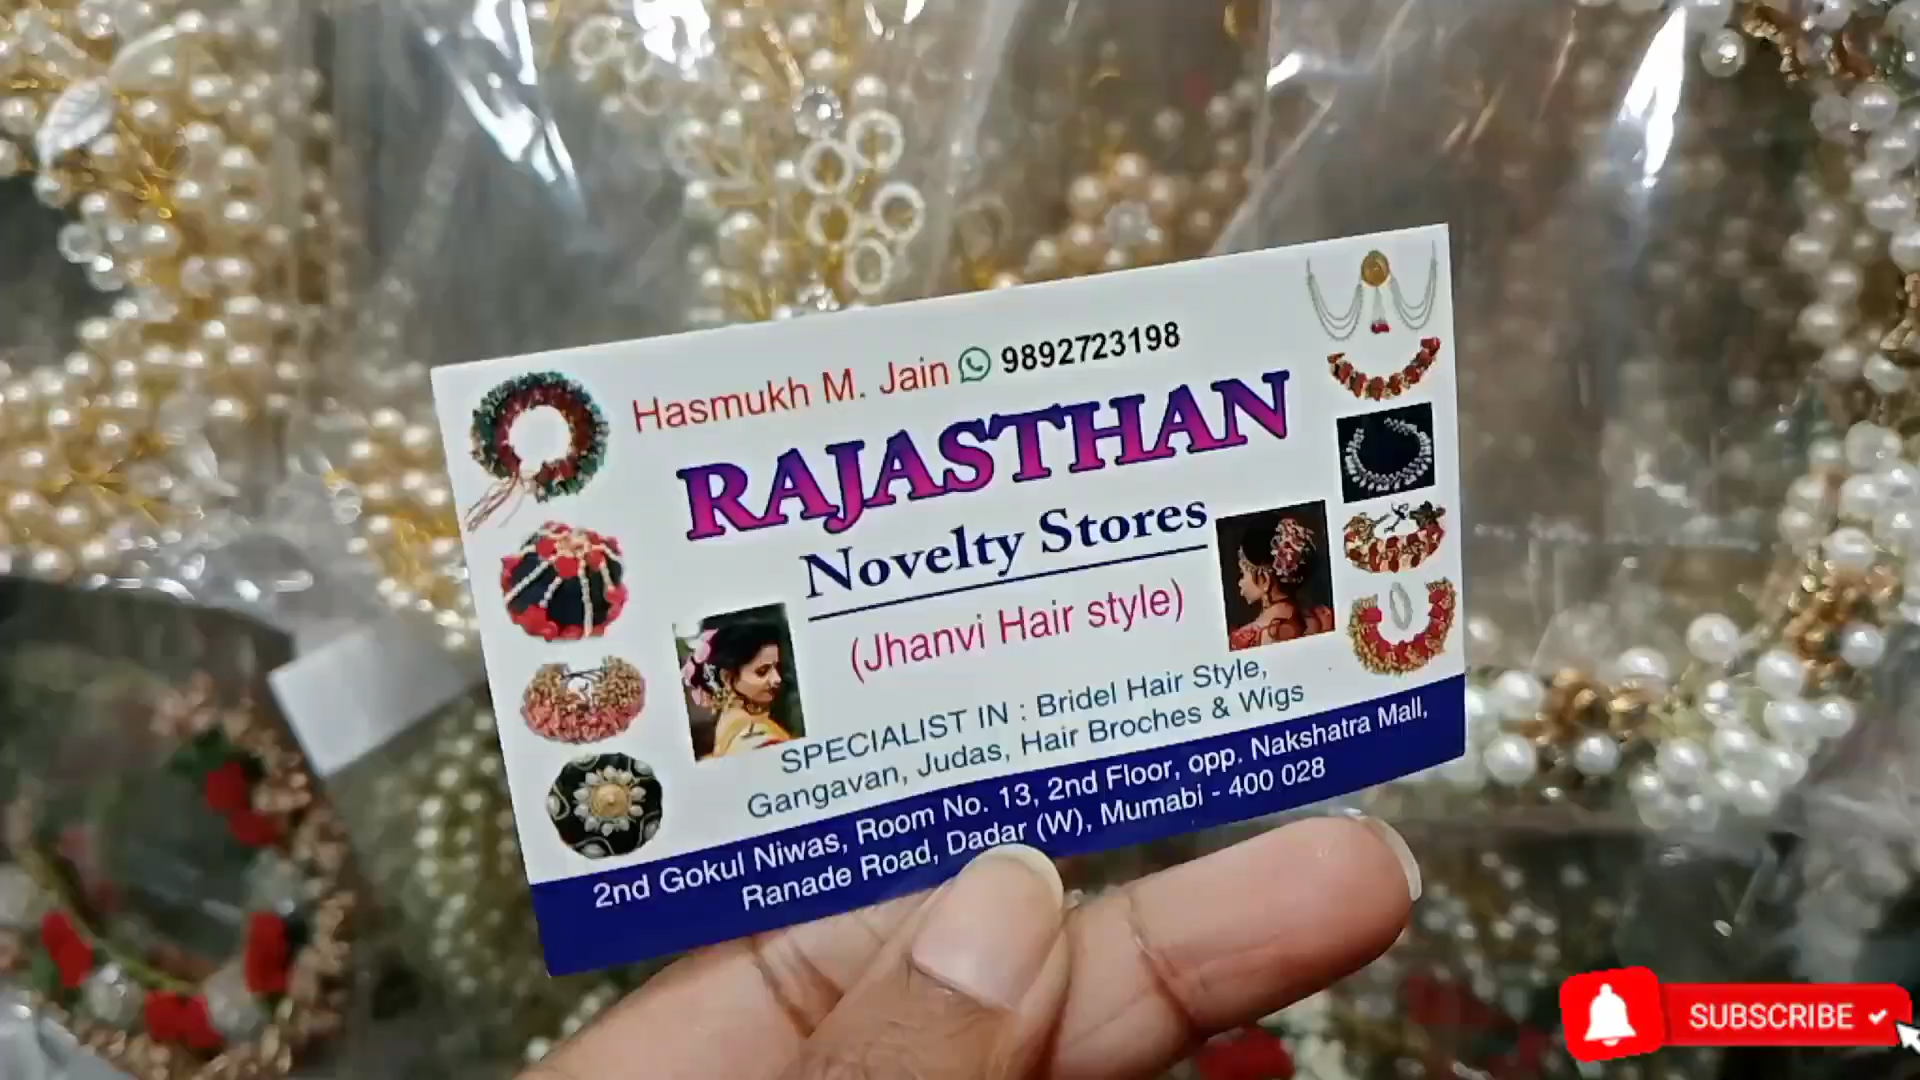 Hasmukh M. Jain 9892723198
RAJASTHAN
Novelty Stores
(Jhanvi Hair style)
SPECIALIST IN : Bridel Hair Style,
Gangavan, Judas, Hair Broches & Wigs
2nd Gokul Niwas, Room No. 13, 2nd Floor, opp. Nakshatra Mall,
Ranade Road, Dadar (W), Mumabi - 400 028
SUBSCRIBE